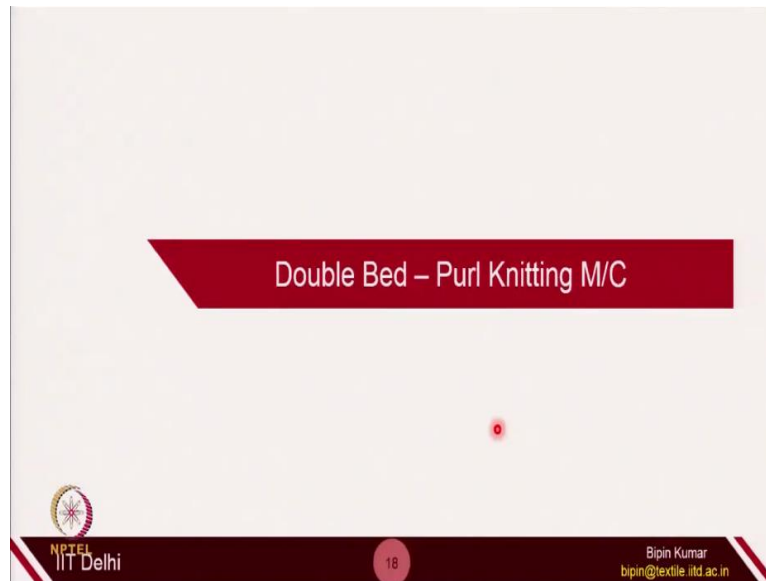 Double Bed – Purl Knitting M/C
NPTEL
IIT Delhi
18
Bipin Kumar
bipin@textile.iitd.ac.in